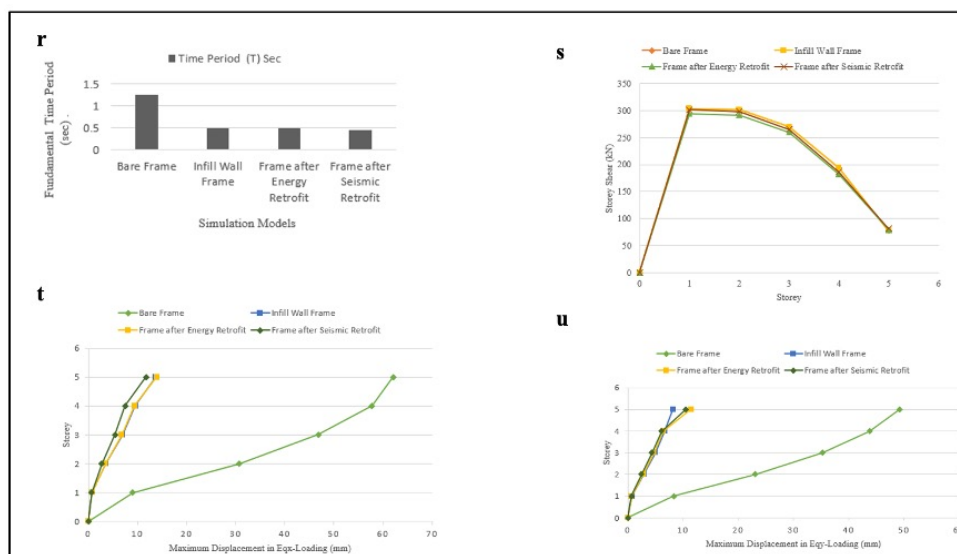 r
Time Period (T) Sec
Fundamental Time Period
(sec) .
1.5
1
0.5
0
Bare Frame
Infill Wall
Frame
Frame after
Energy
Retrofit
Frame after
Seismic
Retrofit
Simulation Models
s
Bare Frame
Infill Wall Frame
Frame after Energy Retrofit
Frame after Seismic Retrofit
Storey Shear (kN)
350
300
250
200
150
100
50
0
0 1 2 3 4 5 6
Storey
t
Bare Frame
Infill Wall Frame
Frame after Energy Retrofit
Frame after Seismic Retrofit
Storey
6
5
4
3
2
1
0
0 10 20 30 40 50 60 70
Maximum Displacement in Eqx-Loading (mm)
u
Bare Frame
Infill Wall Frame
Frame after Energy Retrofit
Frame after Seismic Retrofit
Storey
6
5
4
3
2
1
0
0 10 20 30 40 50 60
Maximum Displacement in Eqy-Loading (mm)